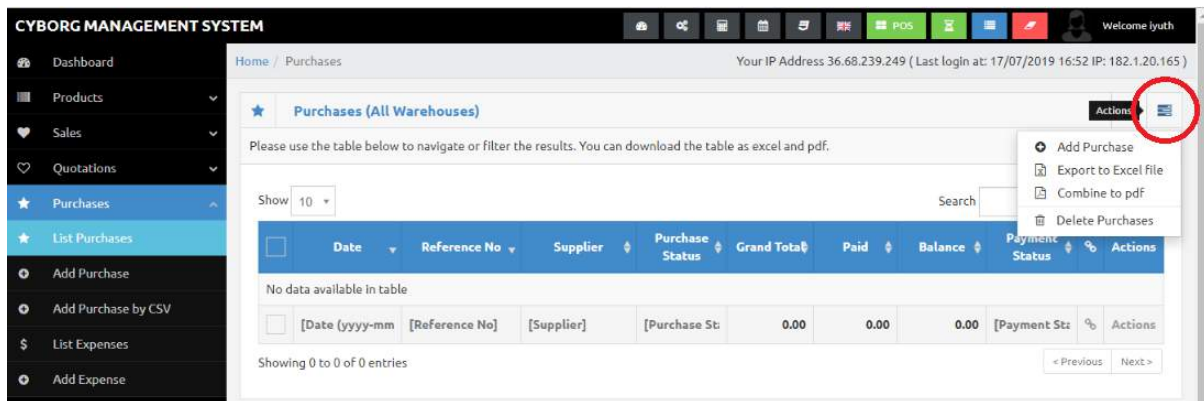 CYBORG MANAGEMENT SYSTEM
POS
Welcome iyuth
Dashboard
Products
Sales
Quotations
Purchases
List Purchases
Add Purchase
Add Purchase by CSV
List Expenses
Add Expense
Home / Purchases
Your IP Address 36.68.239.249 ( Last login at: 17/07/2019 16:52 IP: 182.1.20.165 )
Purchases (All Warehouses)
Actions
Please use the table below to navigate or filter the results. You can download the table as excel and pdf.
Add Purchase
Export to Excel file
Combine to pdf
Delete Purchases
Show 10
Search
Date Reference No Supplier Purchase Status Grand Total Paid Balance Payment Status Actions
No data available in table
[Date (yyyy-mm [Reference No] [Supplier] [Purchase Sta 0.00 0.00 0.00 [Payment Sta Actions
Showing 0 to 0 of 0 entries
< Previous Next >